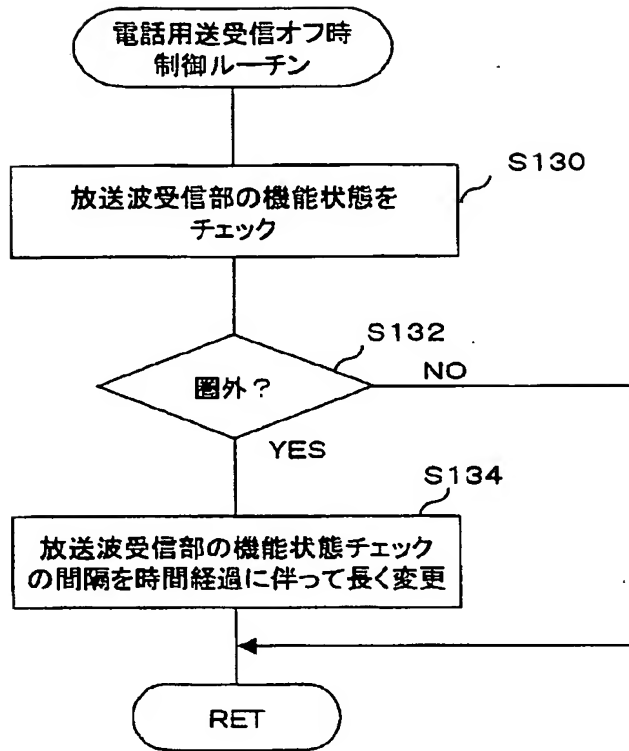 電話用送受信オフ時
制御ルーチン
S130
放送波受信部の機能状態を
チェック
S132
圏外?
NO
YES
S134
放送波受信部の機能状態チェック
の間隔を時間経過に伴って長く変更
RET